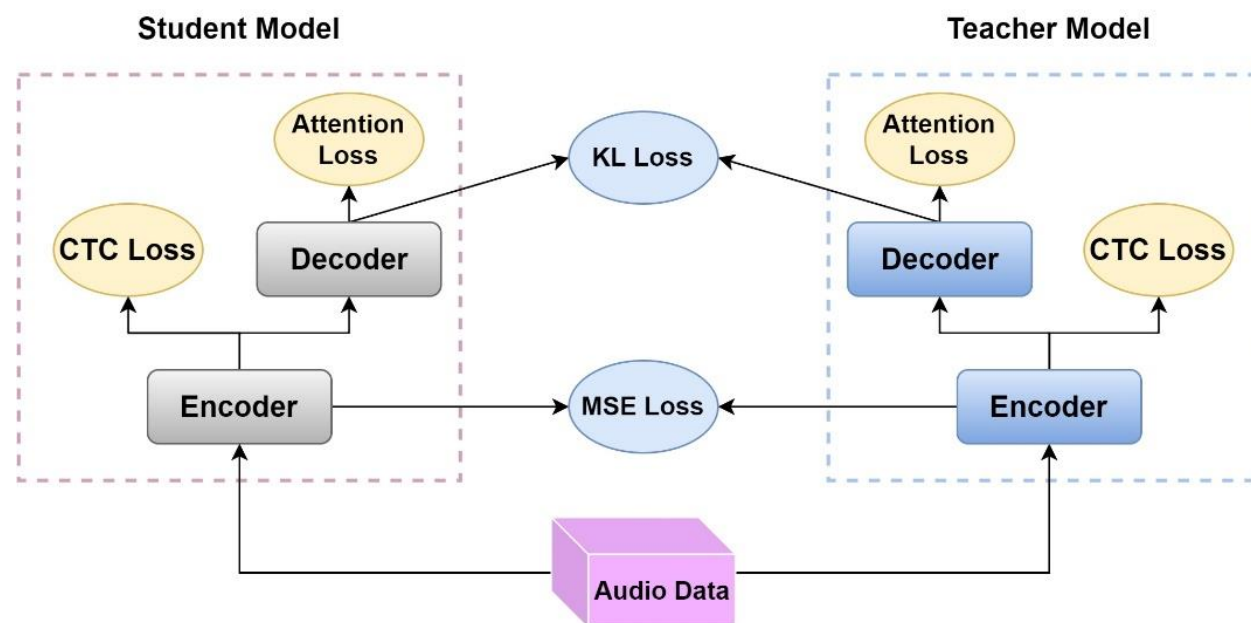 Student Model
Teacher Model
Attention
Loss
KL Loss
Attention
Loss
CTC Loss
Decoder
Decoder
CTC Loss
Encoder
MSE Loss
Encoder
Audio Data